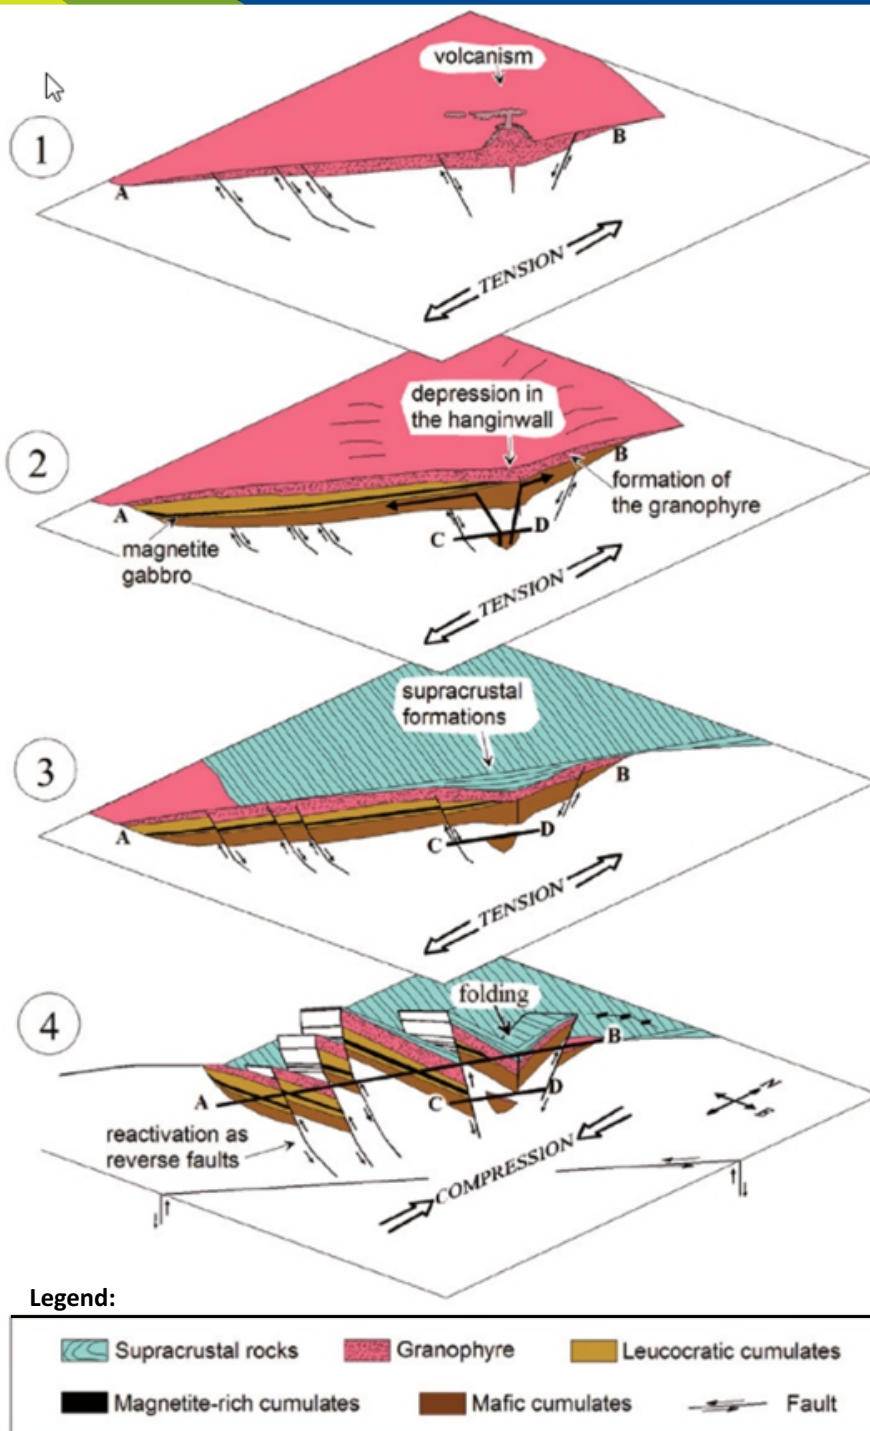 volcanism
1
B
A
TENSION
depression in
the hanginwall
2
B
formation of
the granophyre
A
magnetite
gabbro
C
D
TENSION
supracrustal
formations
3
B
A
C
D
TENSION
4
folding
B
A
C
D
N
reactivation as
reverse faults
COMPRESSION
Legend:
Supracrustal rocks Granophyre Leucocratic cumulates
Magnetite-rich cumulates Mafic cumulates Fault